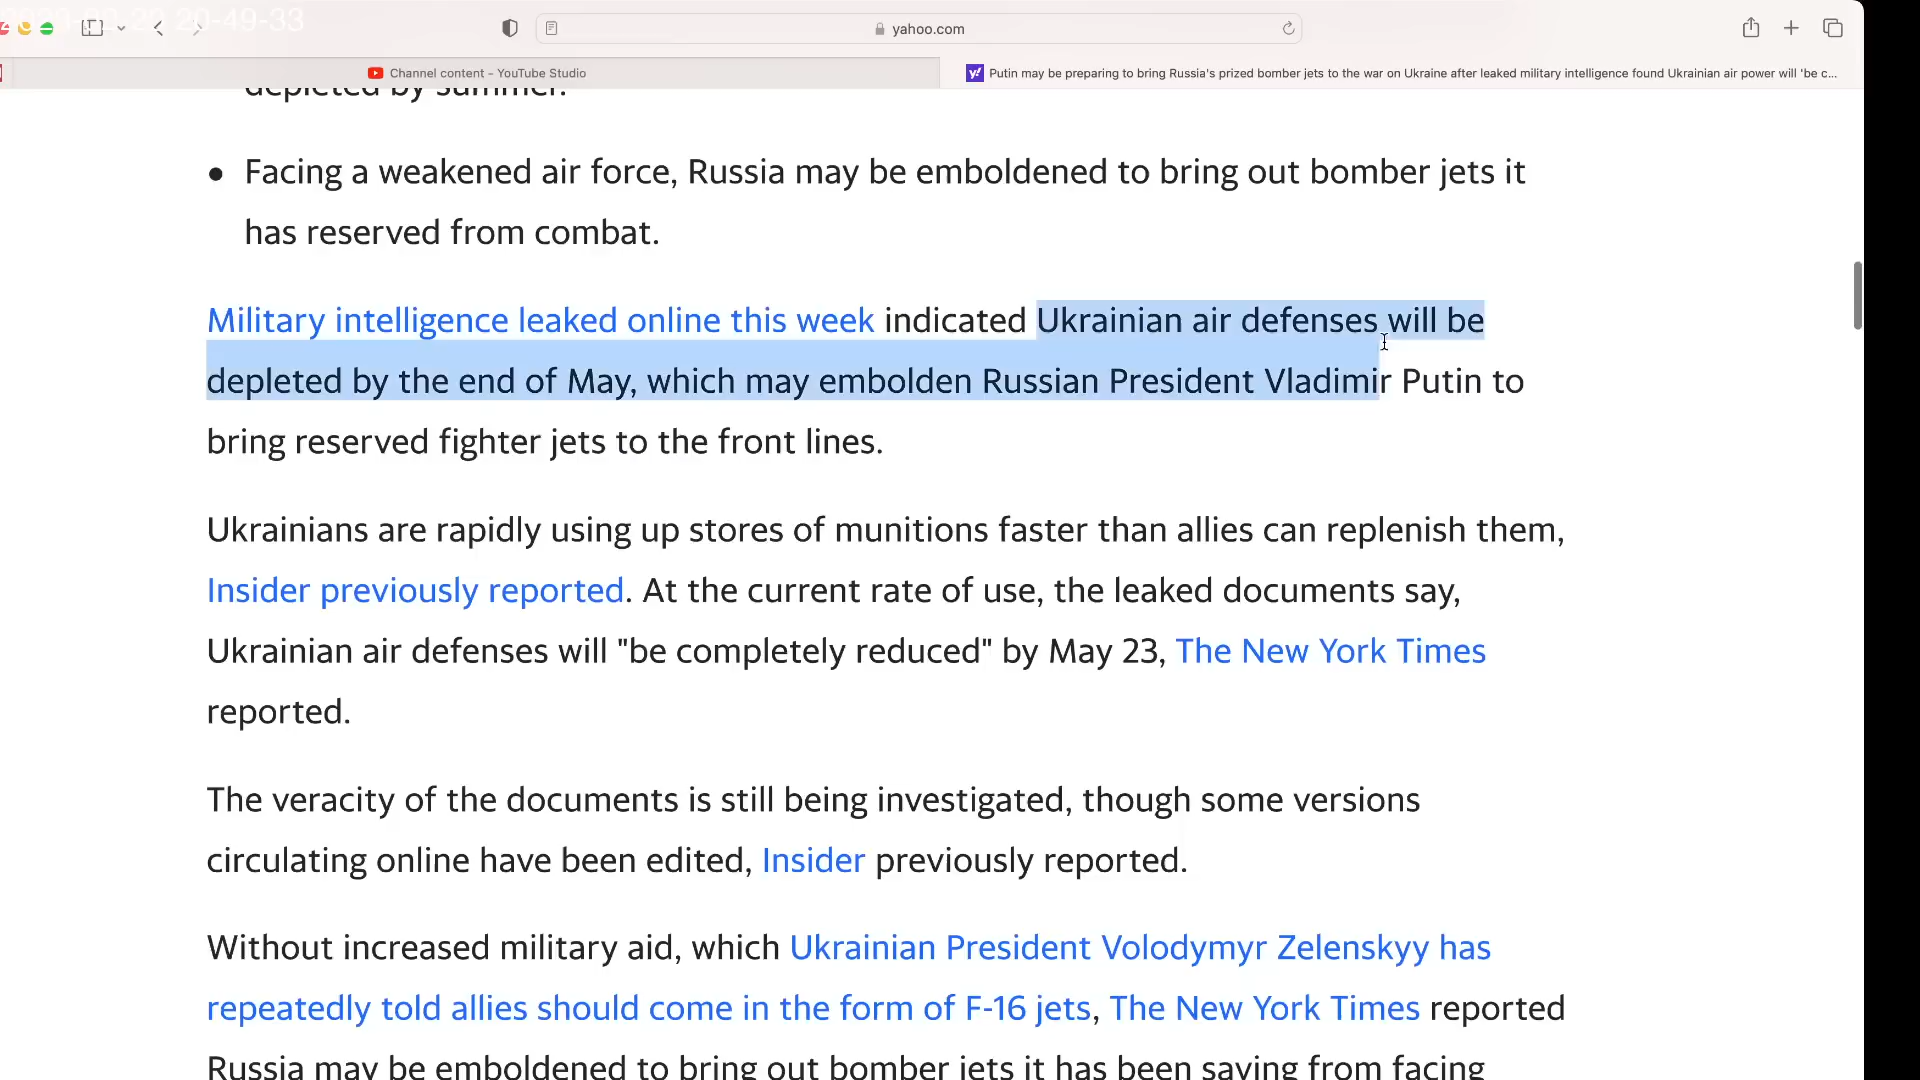 20-49-33
yahoo.com
Channel content - YouTube Studio
Putin may be preparing to bring Russia's prized bomber jets to the war on Ukraine after leaked military intelligence found Ukrainian air power will 'be c...
depleted by summer.
• Facing a weakened air force, Russia may be emboldened to bring out bomber jets it
has reserved from combat.
Military intelligence leaked online this week indicated Ukrainian air defenses will be
depleted by the end of May, which may embolden Russian President Vladimir Putin to
bring reserved fighter jets to the front lines.
Ukrainians are rapidly using up stores of munitions faster than allies can replenish them,
Insider previously reported. At the current rate of use, the leaked documents say,
Ukrainian air defenses will "be completely reduced" by May 23, The New York Times
reported.
The veracity of the documents is still being investigated, though some versions
circulating online have been edited, Insider previously reported.
Without increased military aid, which Ukrainian President Volodymyr Zelenskyy has
repeatedly told allies should come in the form of F-16 jets, The New York Times reported
Russia may be emboldened to bring out bomber jets it has been saving from facing